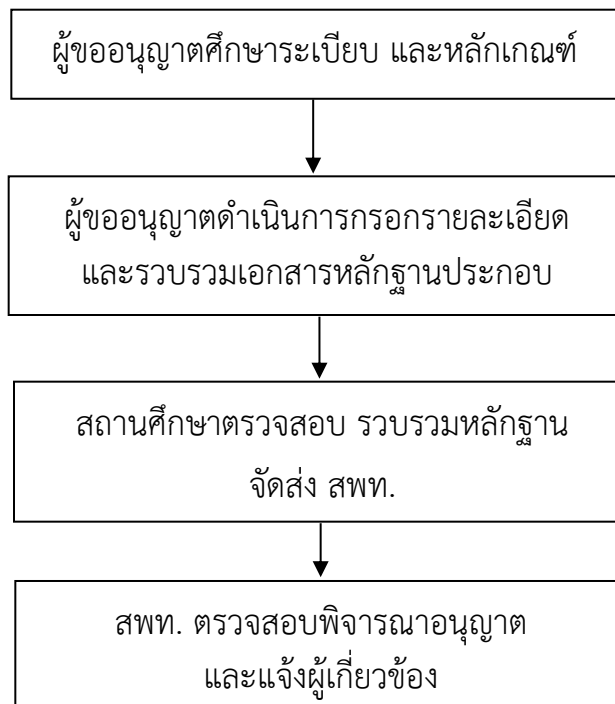 ผู้ขออนุญาตศึกษาระเบียบ และหลักเกณฑ์
ผู้ขออนุญาตดำเนินการกรอกรายละเอียด
และรวบรวมเอกสารหลักฐานประกอบ
สถานศึกษาตรวจสอบ รวบรวมหลักฐาน
จัดส่ง สพท.
สพท. ตรวจสอบพิจารณาอนุญาต
และแจ้งผู้เกี่ยวข้อง